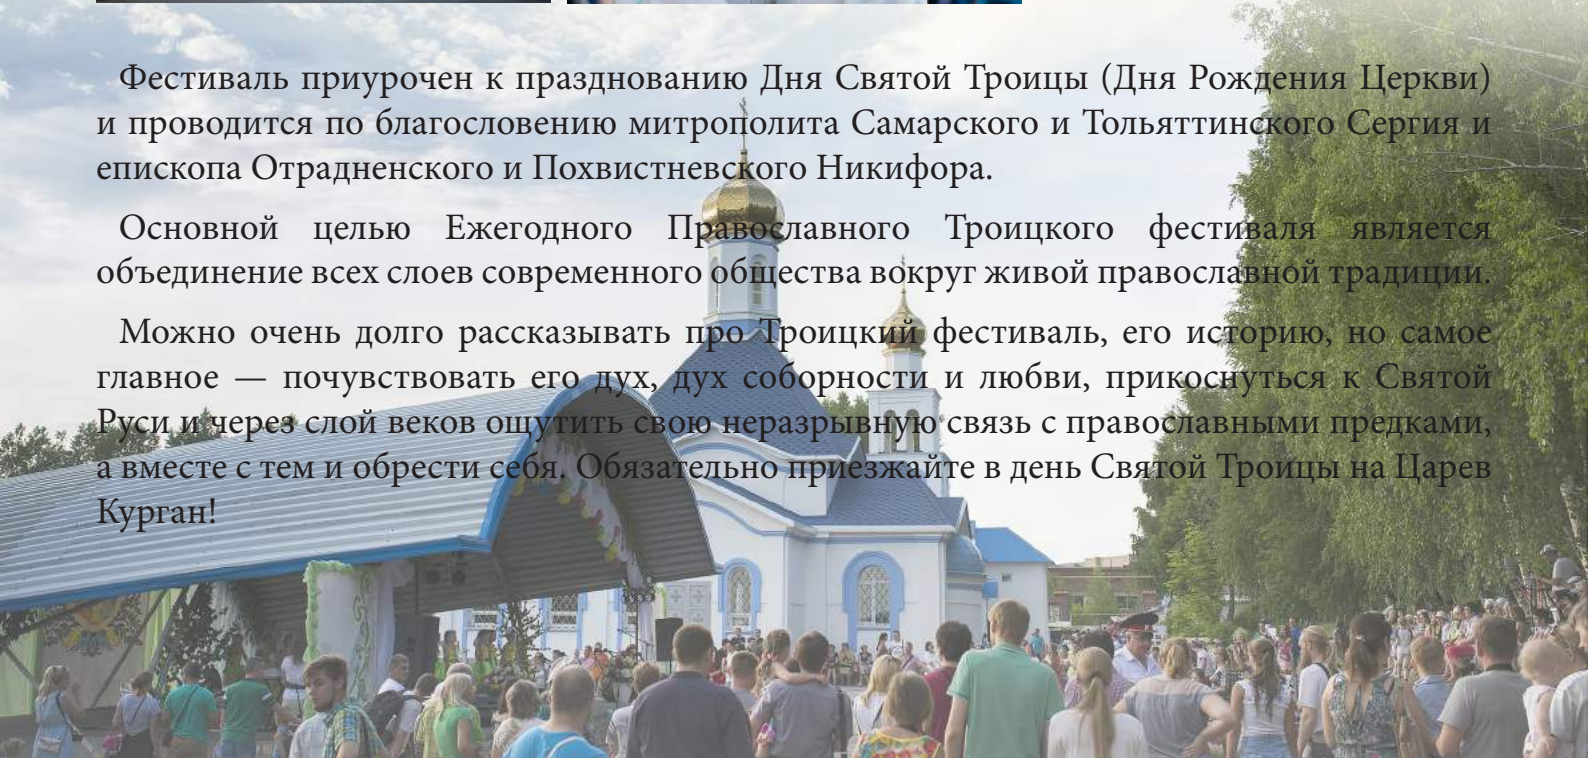 Фестиваль приурочен к празднованию Дня Святой Троицы (Дня Рождения Церкви)
и проводится по благословению митрополита Самарского и Тольяттинского Сергия и
епископа Отрадненского и Похвистневского Никифора.
Основной целью Ежегодного Православного Троицкого фестиваля является
объединение всех слоев современного общества вокруг живой православной традиции.
Можно очень долго рассказывать про Троицкий фестиваль, его историю, но самое
главное — почувствовать его дух, дух соборности и любви, прикоснуться к Святой
Руси и через слой веков ощутить свою неразрывную связь с православными предками,
а вместе с тем и обрести себя. Обязательно приезжайте в день Святой Троицы на Царев
Курган!